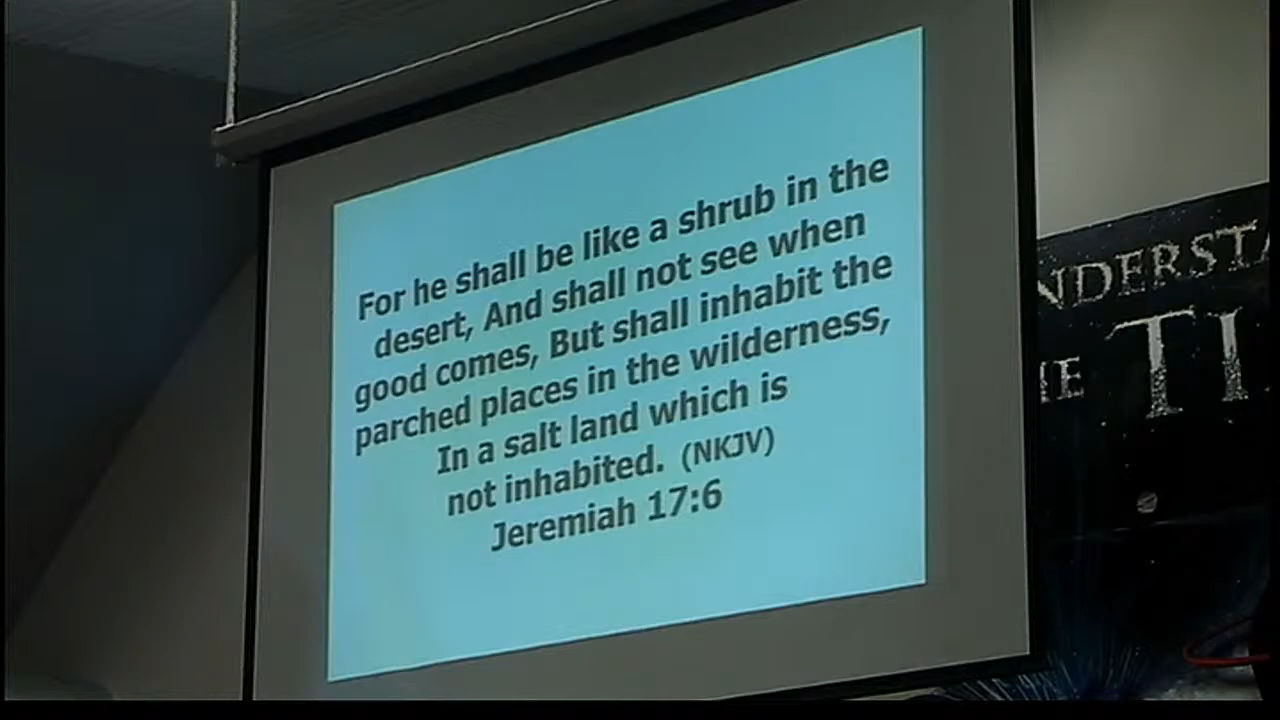 For he shall be like a shrub in the
desert, And shall not see when
good comes, But shall inhabit the
parched places in the wilderness,
In a salt land which is
not inhabited. (NKJV)
Jeremiah 17:6
NDERSTA
HE TI